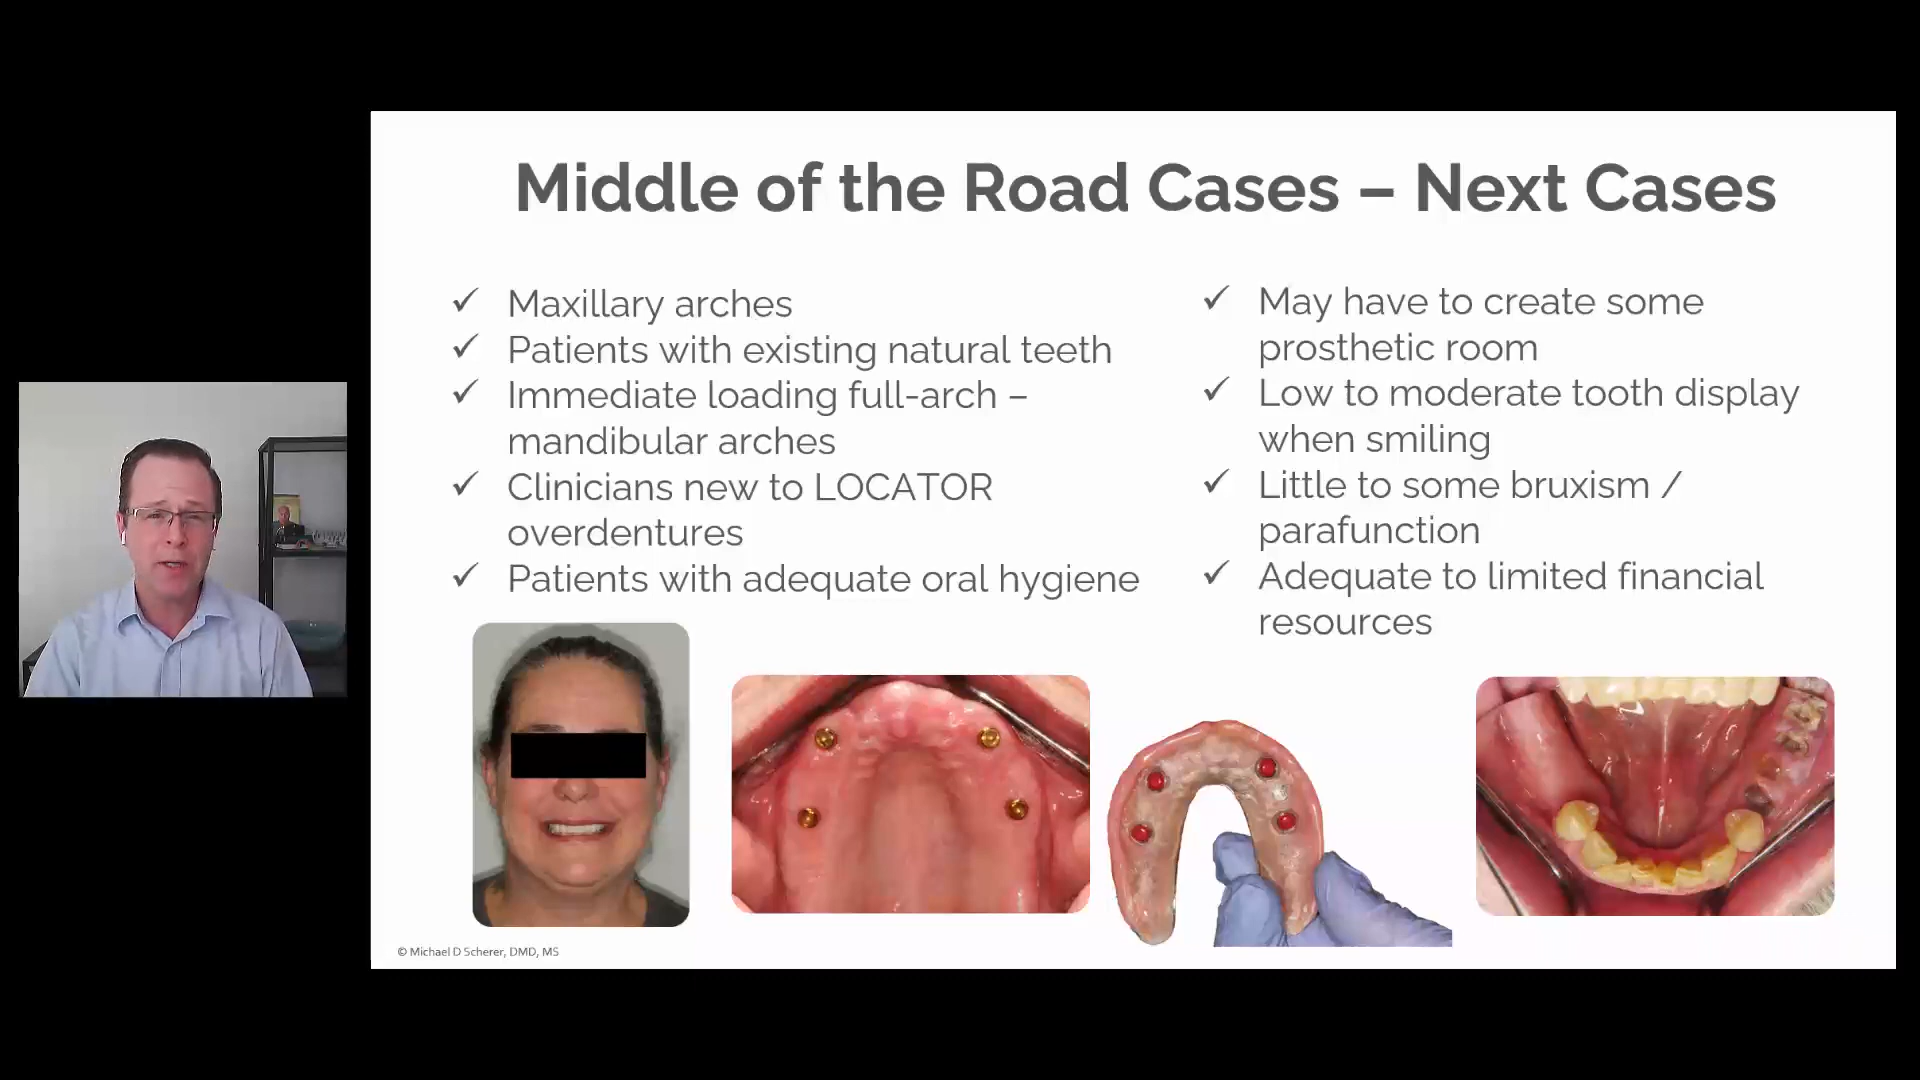 Middle of the Road Cases – Next Cases
✓ Maxillary arches
✓ Patients with existing natural teeth
✓ Immediate loading full-arch –
mandibular arches
✓ Clinicians new to LOCATOR
overdentures
✓ Patients with adequate oral hygiene
✓ May have to create some
prosthetic room
✓ Low to moderate tooth display
when smiling
✓ Little to some bruxism /
parafunction
✓ Adequate to limited financial
resources
© Michael D Scherer, DMD, MS